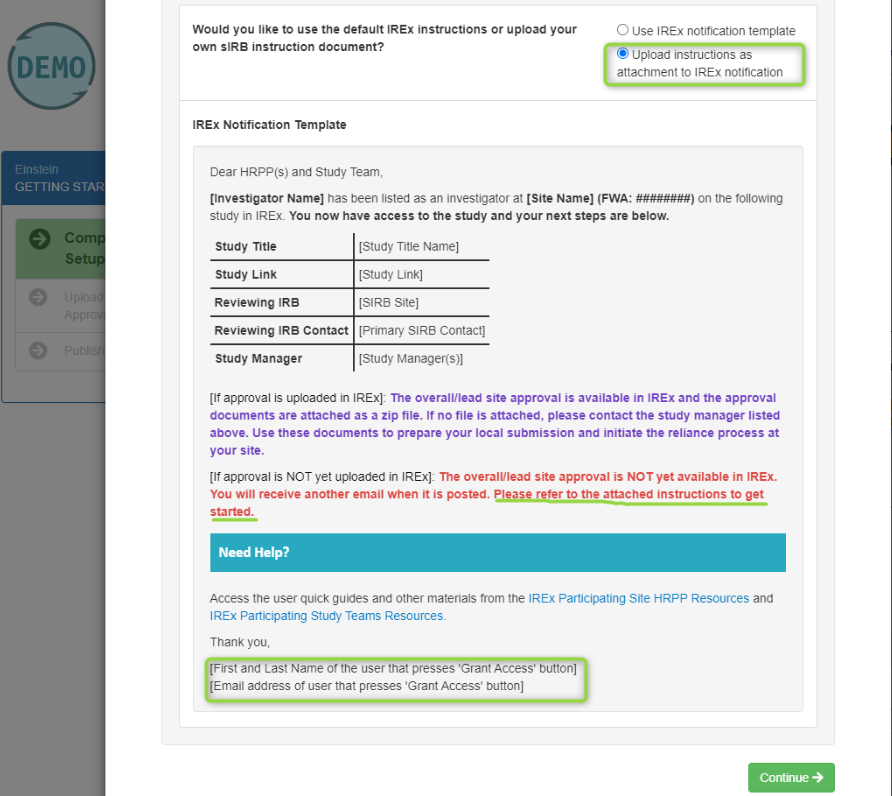 DEMO
Einstein
GETTING STAR
Comp
Setup
Upload
Approva
Publish
Would you like to use the default IREx instructions or upload your
own sIRB instruction document?
Use IREx notification template
Upload instructions as
attachment to IREx notification
IREx Notification Template
Dear HRPP(s) and Study Team,
[Investigator Name] has been listed as an investigator at [Site Name] (FWA: ########) on the following
study in IREx. You now have access to the study and your next steps are below.
Study Title [Study Title Name]
Study Link [Study Link]
Reviewing IRB [SIRB Site]
Reviewing IRB Contact [Primary SIRB Contact]
Study Manager [Study Manager(s)]
[If approval is uploaded in IREx]: The overall/lead site approval is available in IREx and the approval
documents are attached as a zip file. If no file is attached, please contact the study manager listed
above. Use these documents to prepare your local submission and initiate the reliance process at
your site.
[If approval is NOT yet uploaded in IREx]: The overall/lead site approval is NOT yet available in IREx.
You will receive another email when it is posted. Please refer to the attached instructions to get
started.
Need Help?
Access the user quick guides and other materials from the IREx Participating Site HRPP Resources and
IREx Participating Study Teams Resources.
Thank you,
[First and Last Name of the user that presses 'Grant Access' button]
[Email address of user that presses 'Grant Access' button]
Continue